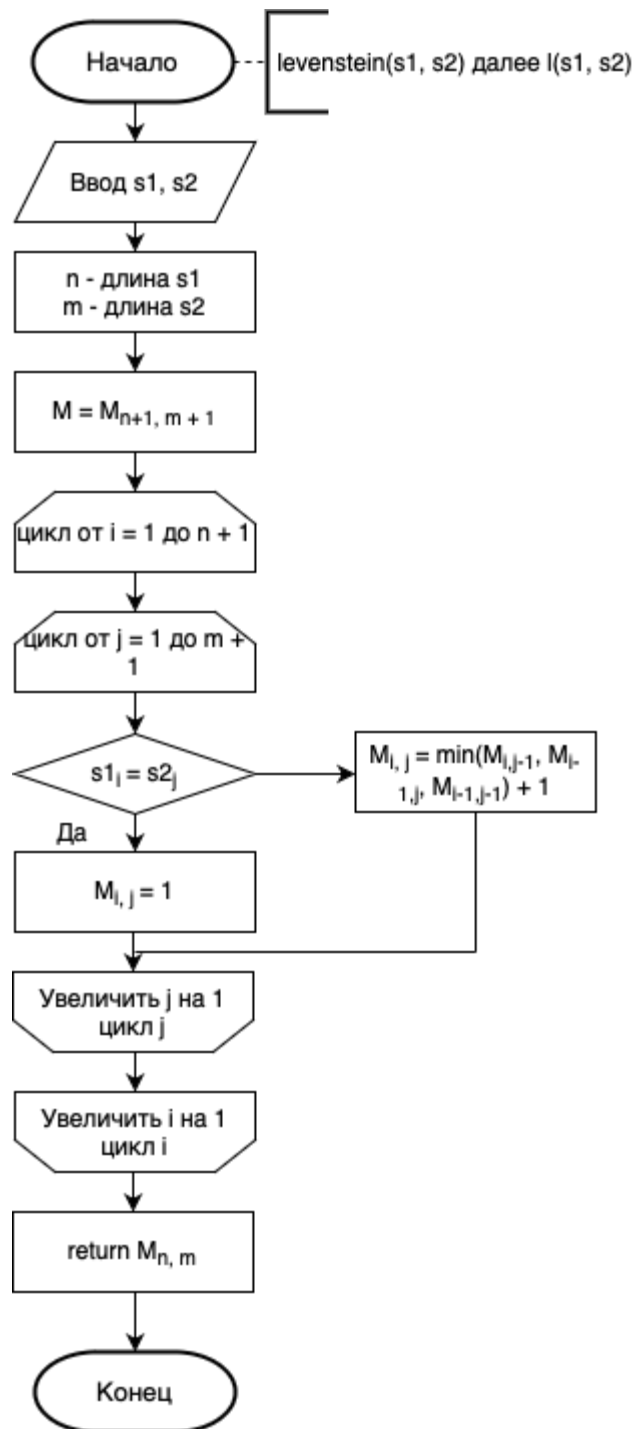 Начало
levenstein(s1, s2) далее l(s1, s2)
Ввод s1, s2
n - длина s1
m - длина s2
M = Mn+1, m + 1
цикл от i = 1 до n + 1
цикл от j = 1 до m +
1
s1i = s2j
Mi, j = min(Mi,j-1, Mi-
1,j, Mi-1,j-1) + 1
Да
Mi, j = 1
Увеличить j на 1
цикл j
Увеличить i на 1
цикл i
return Mn, m
Конец